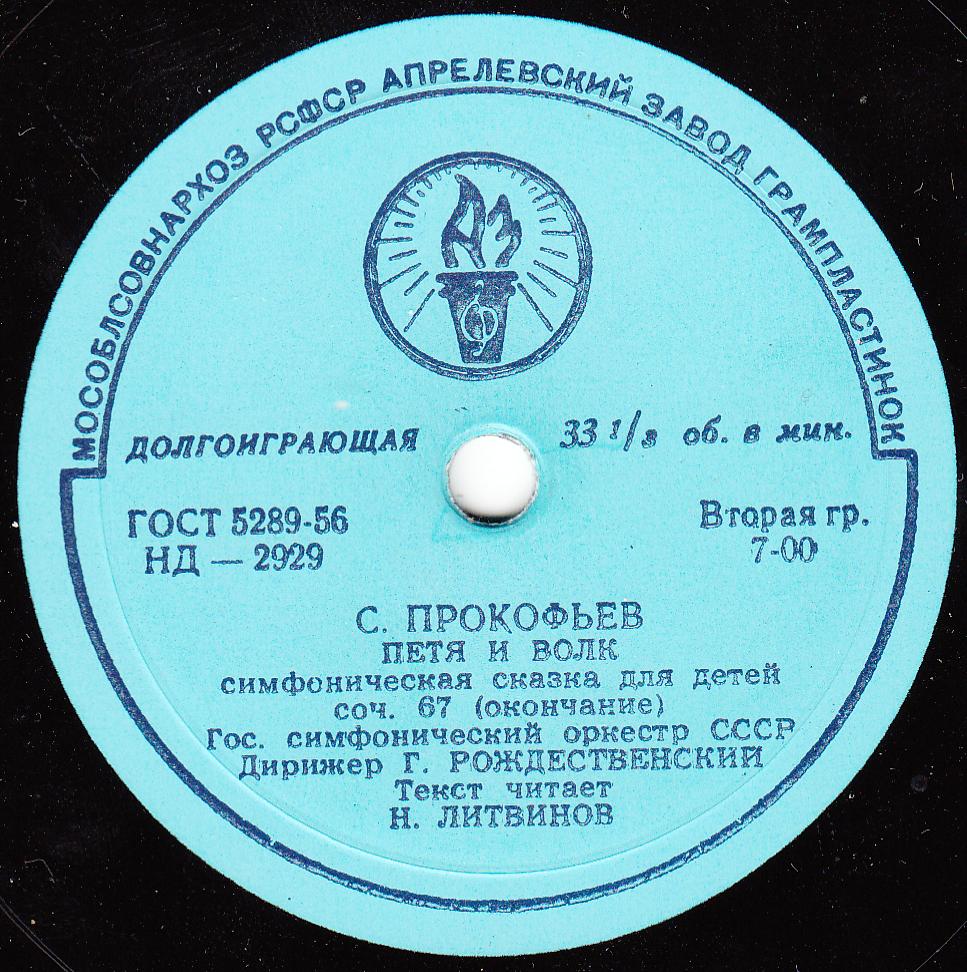 МОСОБЛСОВНАРХОЗ РСФСР АПРЕЛЕВСКИЙ ЗАВОД ГРАМПЛАСТИНОК
АЗ
ДОЛГОИГРАЮЩАЯ 33 1/3 об. в мин.
ГОСТ 5289-56 Вторая гр.
НД — 2929 7-00
С. ПРОКОФЬЕВ
ПЕТЯ И ВОЛК
симфоническая сказка для детей
соч. 67 (окончание)
Гос. симфонический оркестр СССР
Дирижер Г. РОЖДЕСТВЕНСКИЙ
Текст читает
Н. ЛИТВИНОВ